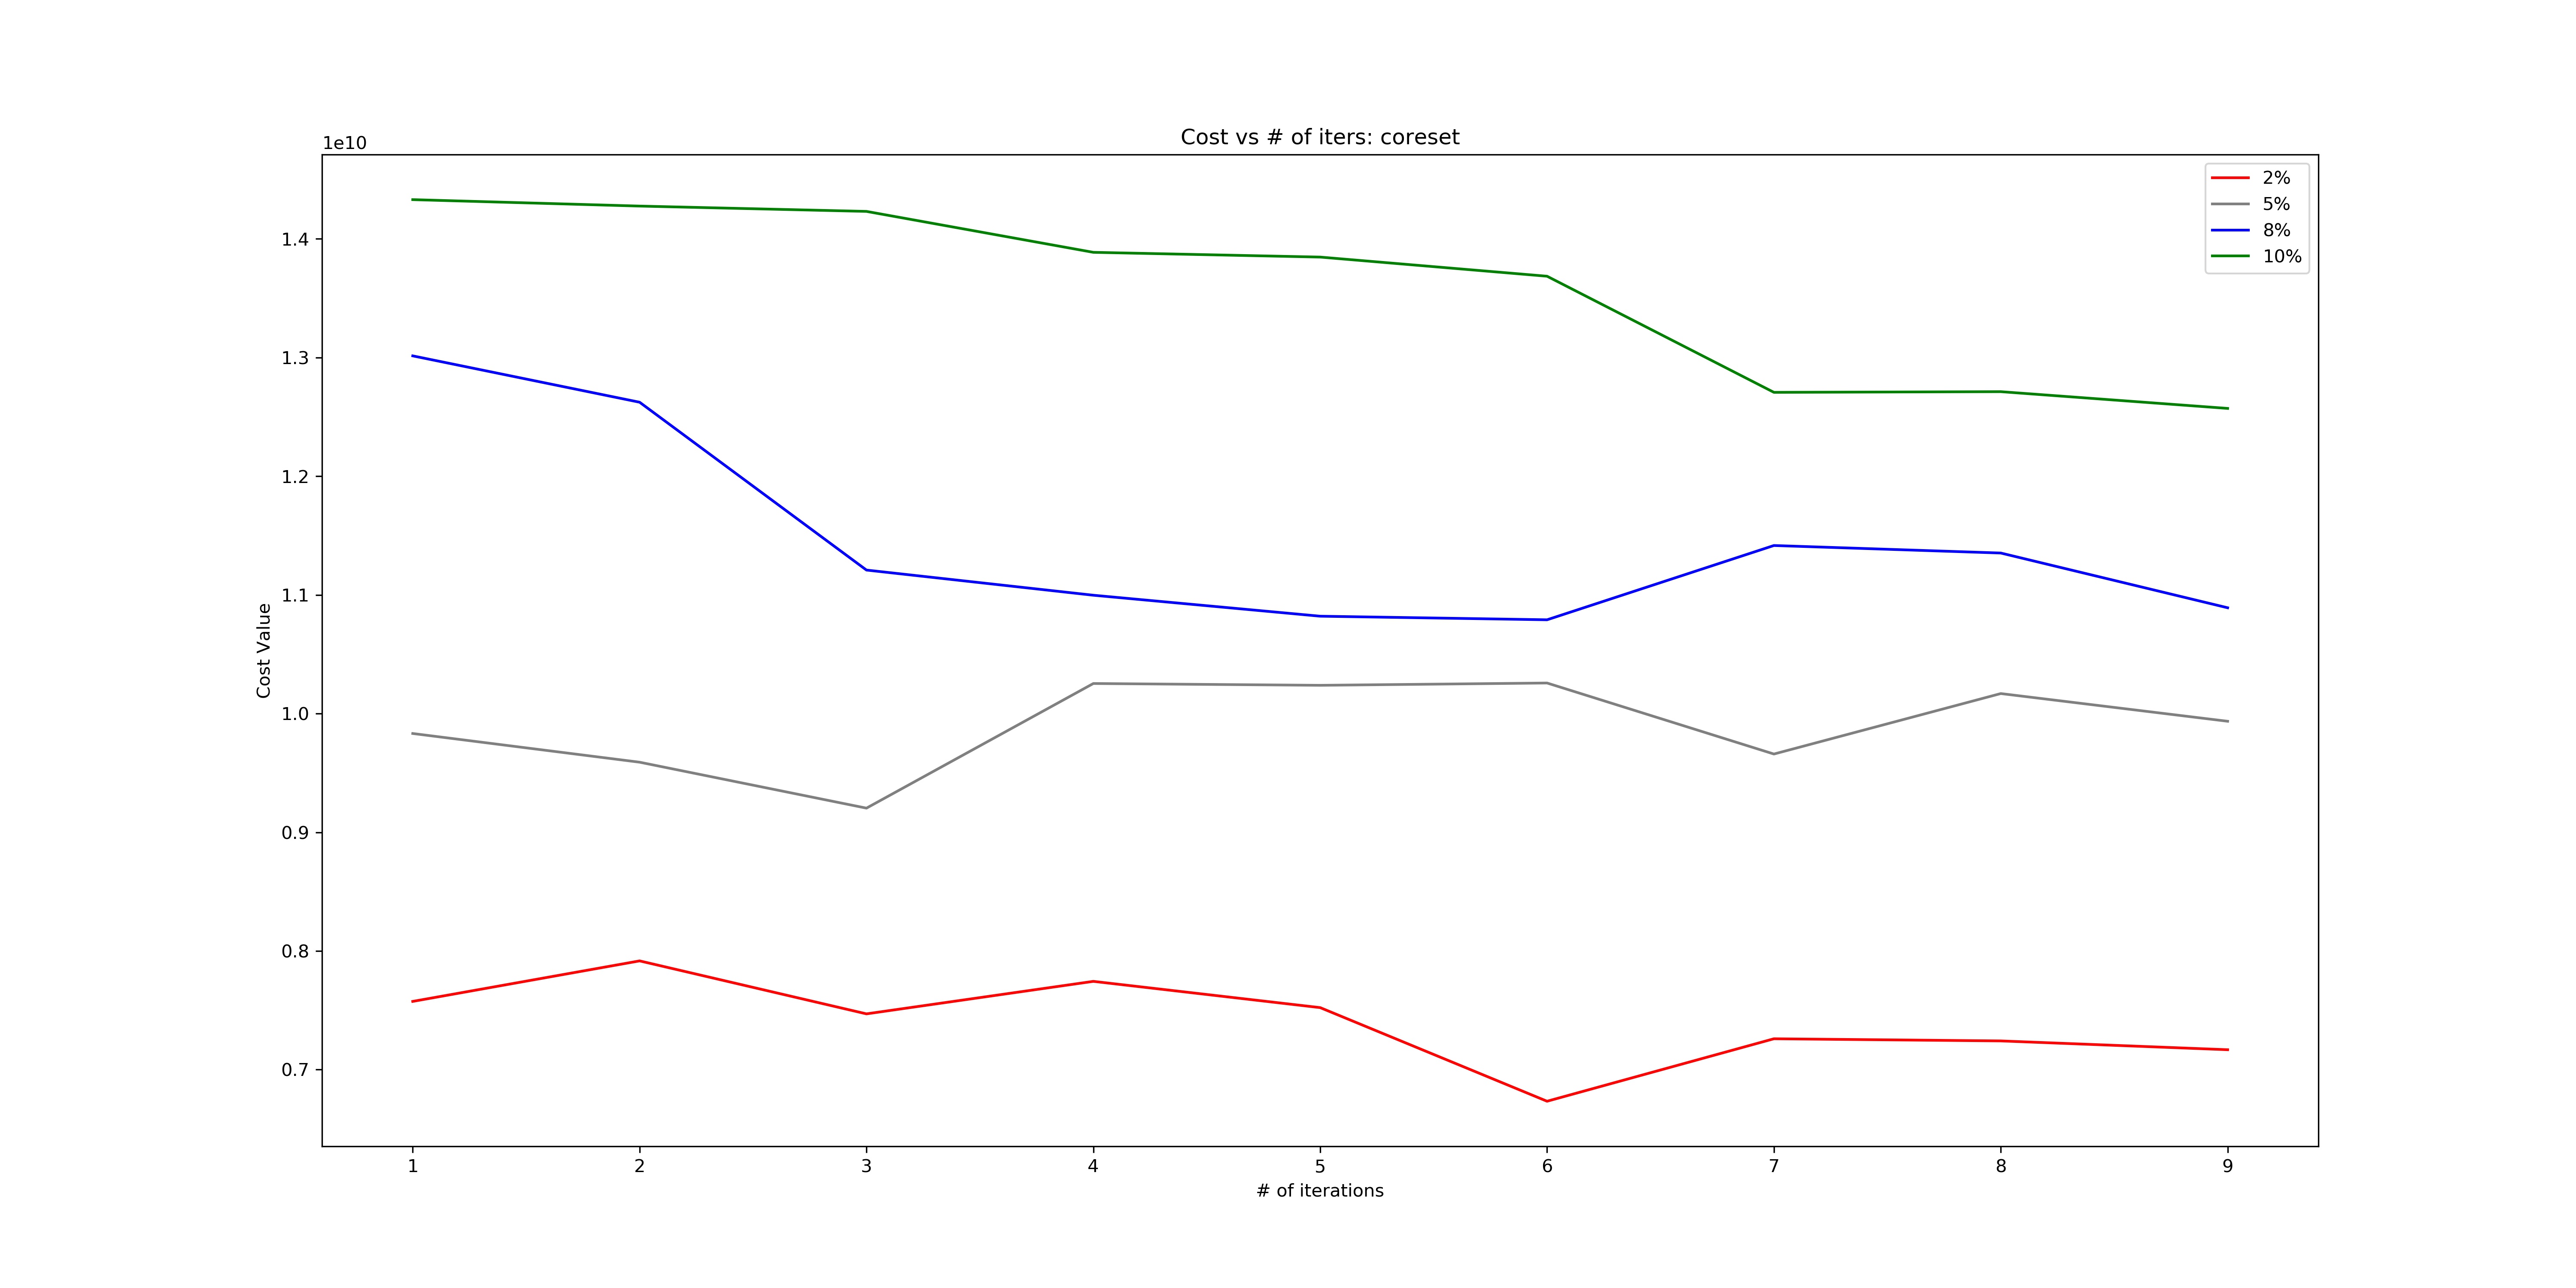 Cost vs # of iters: coreset
1e10
2%
5%
8%
10%
1.4
1.3
1.2
1.1
1.0
0.9
0.8
0.7
Cost Value
1 2 3 4 5 6 7 8 9
# of iterations